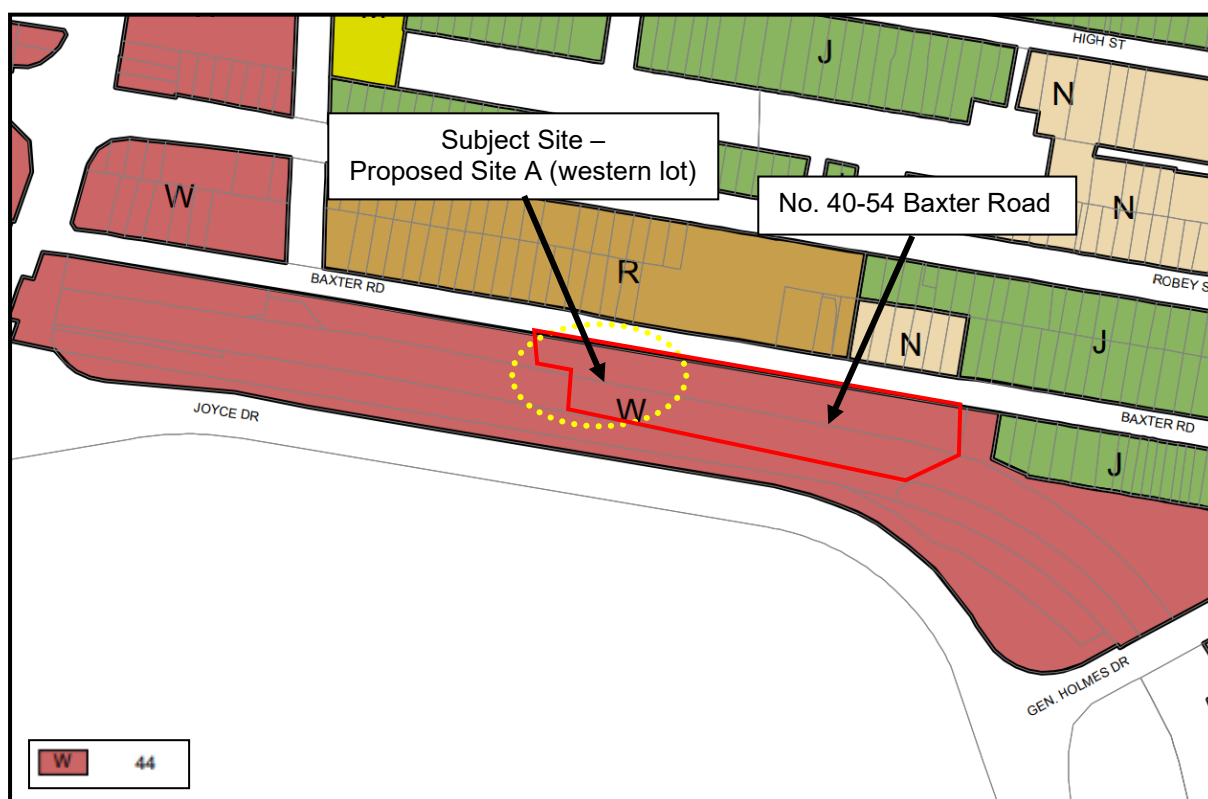 HIGH ST
J
N
Subject Site –
Proposed Site A (western lot)
No. 40-54 Baxter Road
W
N
R
ROBEY S
BAXTER RD
N
J
W
JOYCE DR
BAXTER RD
J
GEN. HOLMES DR
W 44